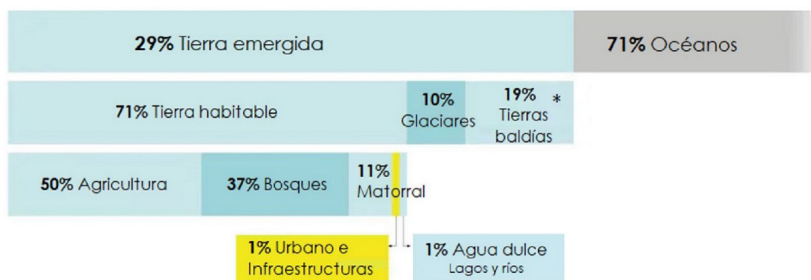 29% Tierra emergida
71% Océanos
71% Tierra habitable
10%
Glaciares
19% *
Tierras
baldías
50% Agricultura
37% Bosques
11%
Matorral
1% Urbano e
Infraestructuras
1% Agua dulce
Lagos y ríos